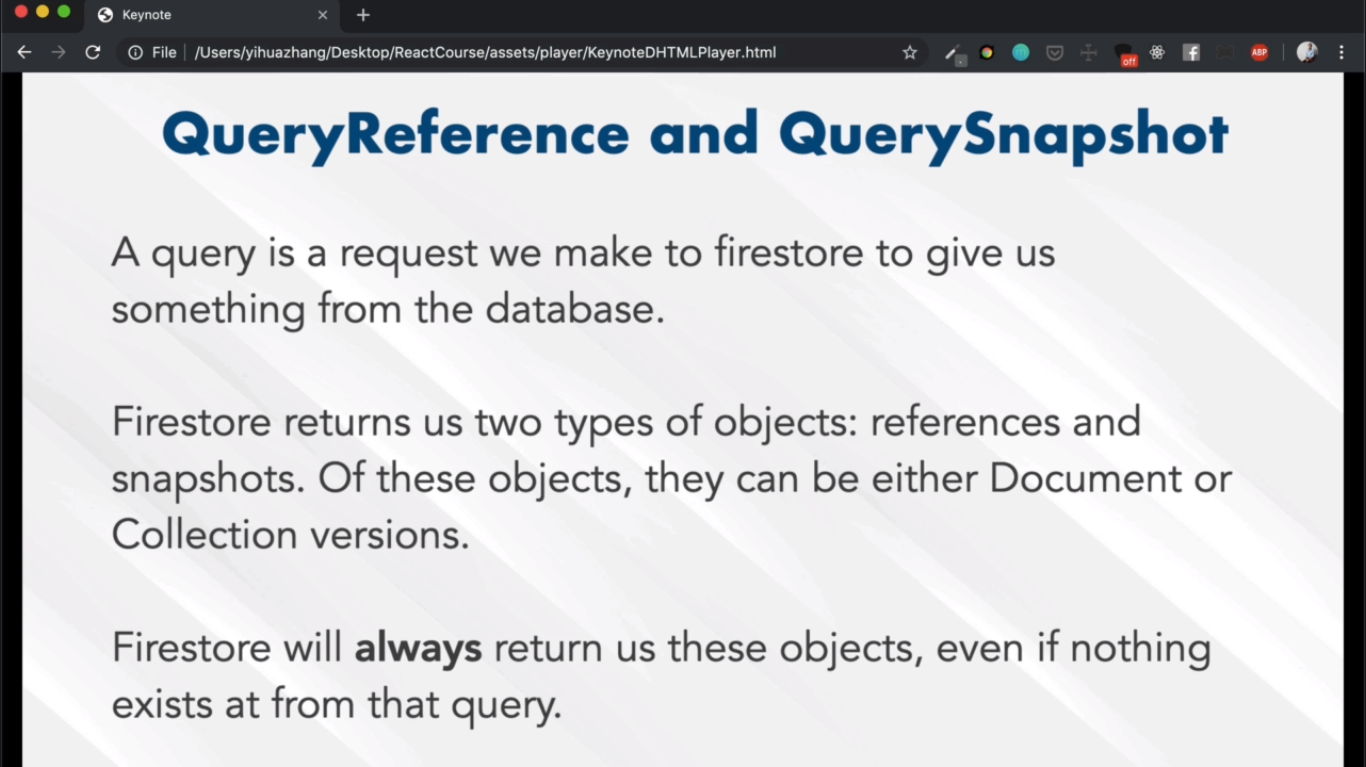 Keynote
File
/Users/yihuazhang/Desktop/ReactCourse/assets/player/KeynoteDHTMLPlayer.html
off
ABP
QueryReference and QuerySnapshot
A query is a request we make to firestore to give us
something from the database.
Firestore returns us two types of objects: references and
snapshots. Of these objects, they can be either Document or
Collection versions.
Firestore will always return us these objects, even if nothing
exists at from that query.